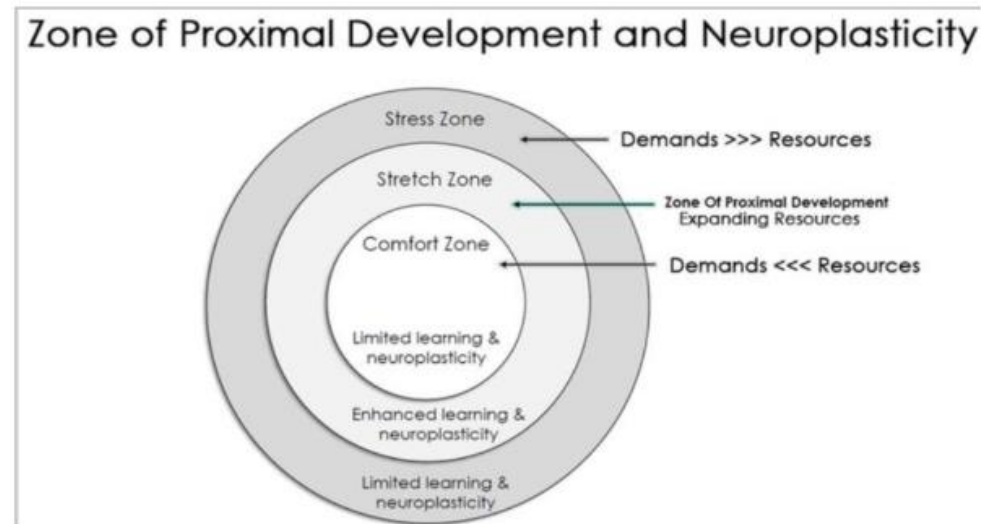 Zone of Proximal Development and Neuroplasticity
Stress Zone
Demands >>> Resources
Stretch Zone
Zone Of Proximal Development
Expanding Resources
Comfort Zone
Demands <<< Resources
Limited learning &
neuroplasticity
Enhanced learning &
neuroplasticity
Limited learning &
neuroplasticity